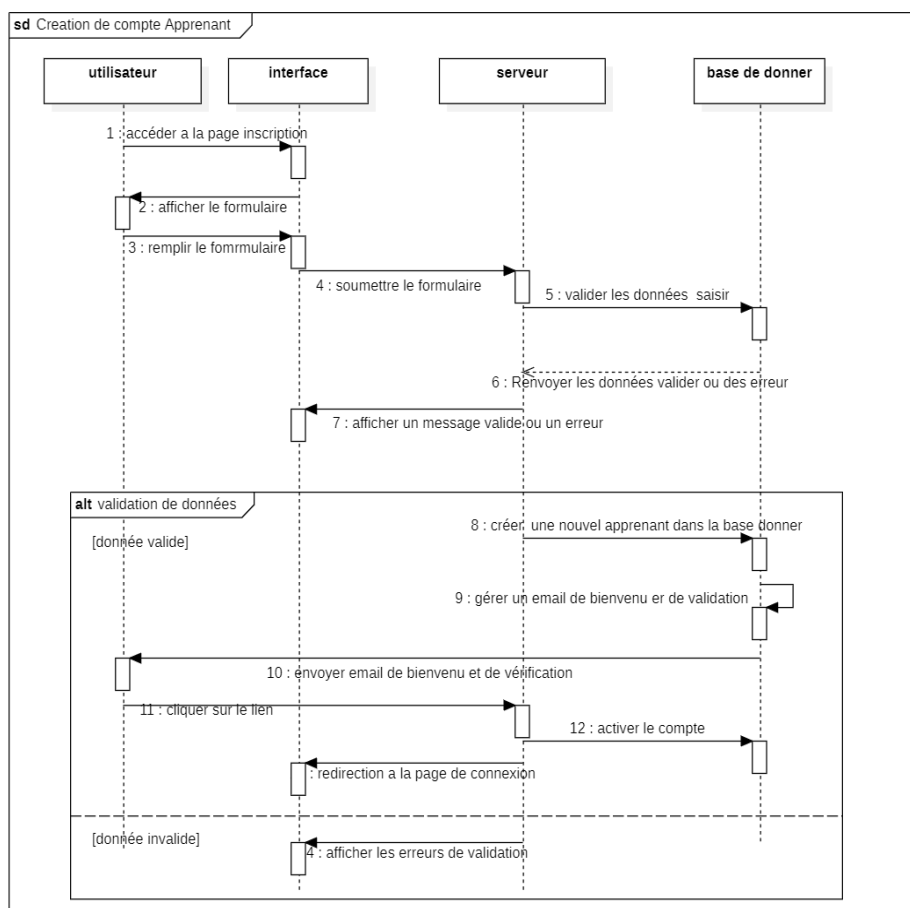 sd Creation de compte Apprenant
utilisateur
interface
serveur
base de donner
1 : accéder a la page inscription
2 : afficher le formulaire
3 : remplir le fomrmulaire
4 : soumettre le formulaire
5 : valider les données saisir
6 : Renvoyer les données valider ou des erreur
7 : afficher un message valide ou un erreur
alt validation de données
[donnée valide]
8 : créer une nouvel apprenant dans la base donner
9 : gérer un email de bienvenu er de validation
10 : envoyer email de bienvenu et de vérification
11 : cliquer sur le lien
12 : activer le compte
: redirection a la page de connexion
[donnée invalide]
4 : afficher les erreurs de validation